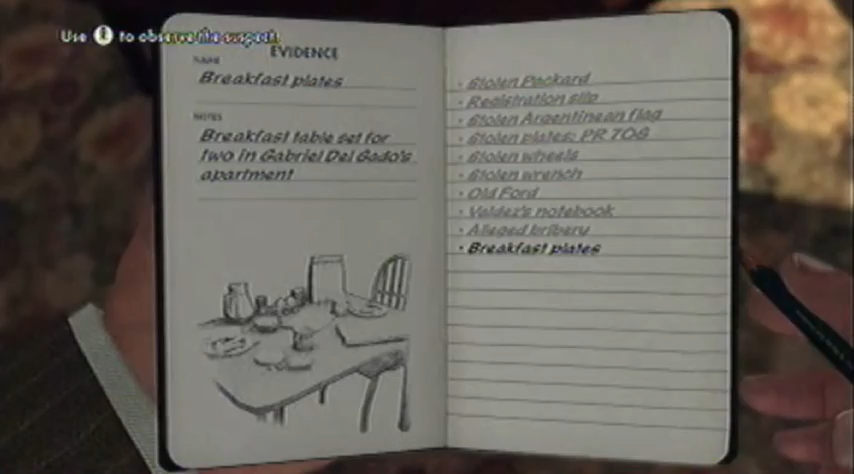 Use R to observe the suspect.
EVIDENCE
NAME
Breakfast plates
NOTES
Breakfast table set for
two in Gabriel Del Gado's
apartment
· Stolen Packard
· Registration slip
· Stolen Argentinean flag
· Stolen plates: PR 7O8
· Stolen wheels
· Stolen wrench
· Old Ford
· Valdez's notebook
· Alleged bribery
· Breakfast plates